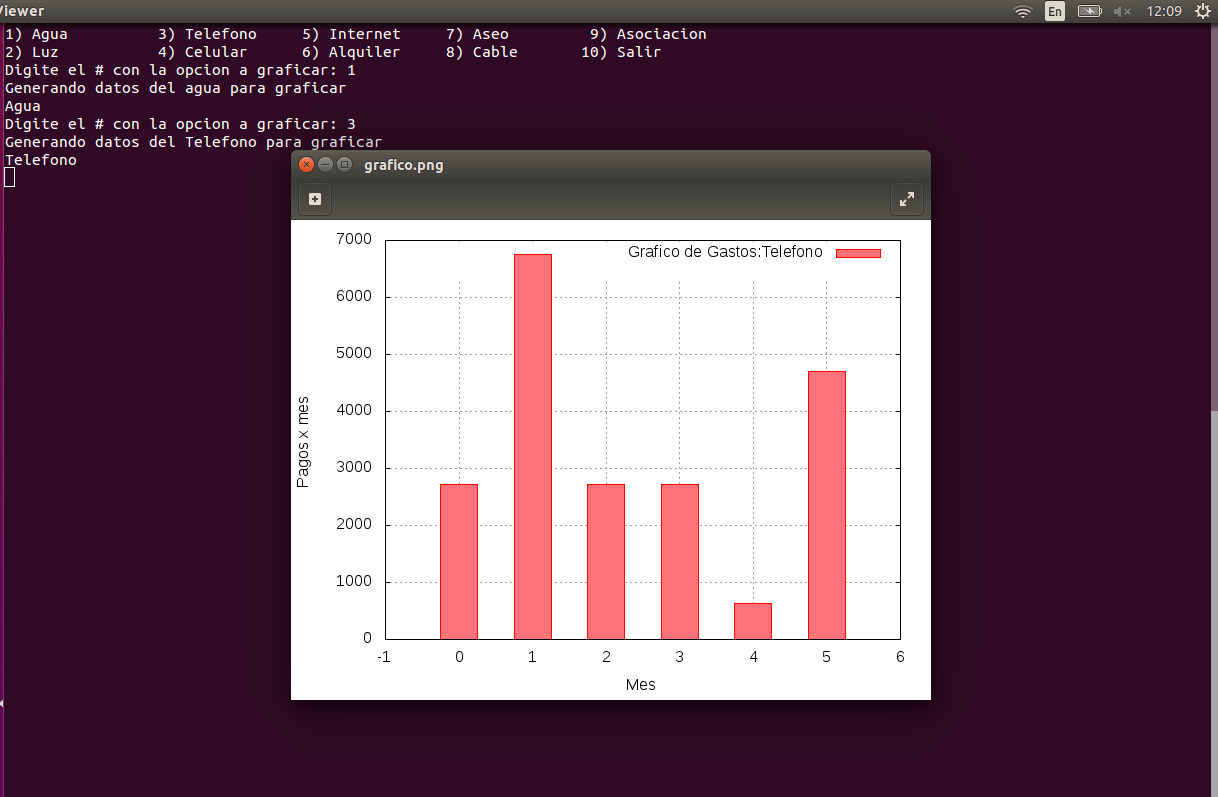 Viewer
En
12:09
1) Agua 3) Telefono 5) Internet 7) Aseo 9) Asociacion
2) Luz 4) Celular 6) Alquiler 8) Cable 10) Salir
Digite el # con la opcion a graficar: 1
Generando datos del agua para graficar
Agua
Digite el # con la opcion a graficar: 3
Generando datos del Telefono para graficar
Telefono
grafico.png
Grafico de Gastos:Telefono
7000
6000
5000
4000
3000
2000
1000
0
Pagos x mes
-1 0 1 2 3 4 5 6
Mes